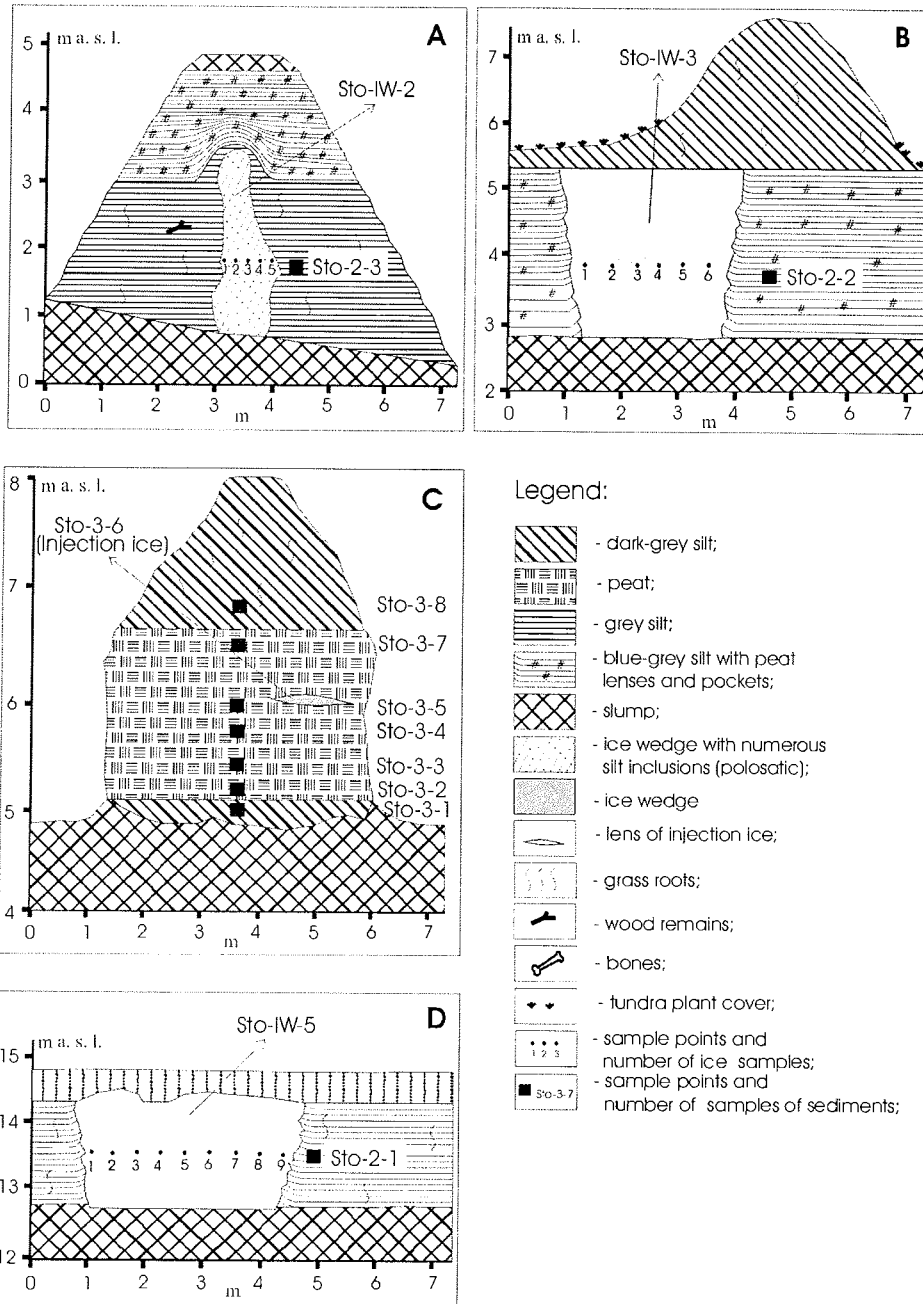 A
m a. s. l.
Sto-IW-2
5
4
3
2
1
0
1 2 3 4 5
Sto-2-3
0 1 2 3 4 5 6 7
m
B
m a. s. l.
Sto-IW-3
7
6
5
4
3
2
1 2 3 4 5 6
Sto-2-2
0 1 2 3 4 5 6 7
m
C
8
m a. s. l.
Sto-3-6
(Injection ice)
7
6
5
4
Sto-3-8
Sto-3-7
Sto-3-5
Sto-3-4
Sto-3-3
Sto-3-2
Sto-3-1
0 1 2 3 4 5 6 7
m
D
Sto-IW-5
m a. s. l.
15
14
13
12
1 2 3 4 5 6 7 8 9
Sto-2-1
0 1 2 3 4 5 6 7
m
Legend:
- dark-grey silt;
- peat;
- grey silt;
- blue-grey silt with peat
lenses and pockets;
- slump;
- ice wedge with numerous
silt inclusions (polosatic);
- ice wedge
- lens of injection ice;
- grass roots;
- wood remains;
- bones;
- tundra plant cover;
1 2 3
- sample points and
number of ice samples;
Sto-3-7
- sample points and
number of samples of sediments;